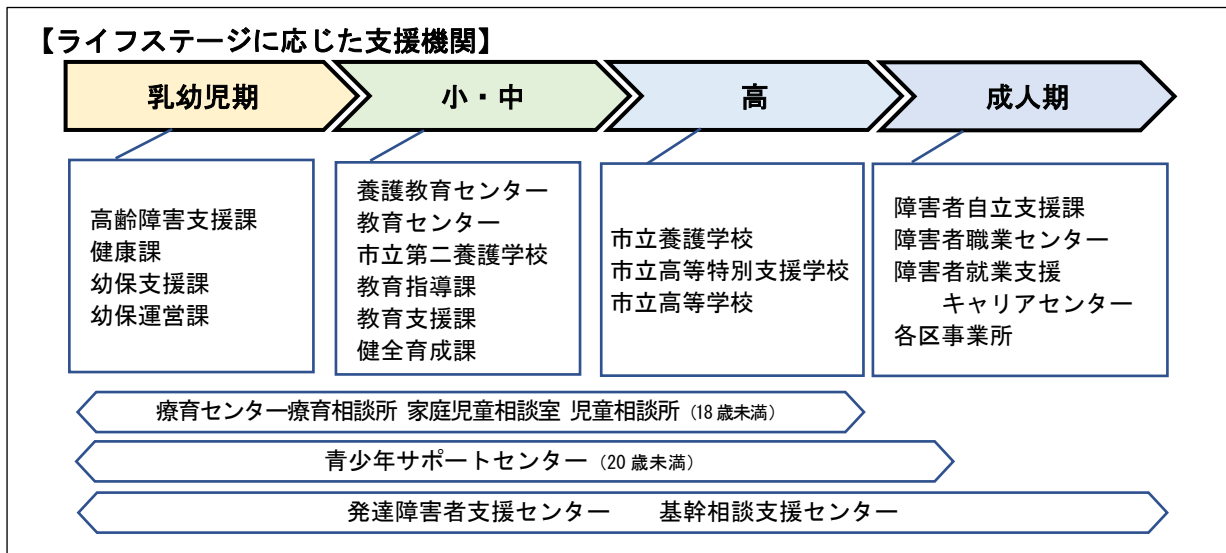 【ライフステージに応じた支援機関】
乳幼児期
小・中
高
成人期
高齢障害支援課
健康課
幼保支援課
幼保運営課
養護教育センター
教育センター
市立第二養護学校
教育指導課
教育支援課
健全育成課
市立養護学校
市立高等特別支援学校
市立高等学校
障害者自立支援課
障害者職業センター
障害者就業支援
キャリアセンター
各区事業所
療育センター療育相談所 家庭児童相談室 児童相談所（18歳未満）
青少年サポートセンター（20歳未満）
発達障害者支援センター　　基幹相談支援センター